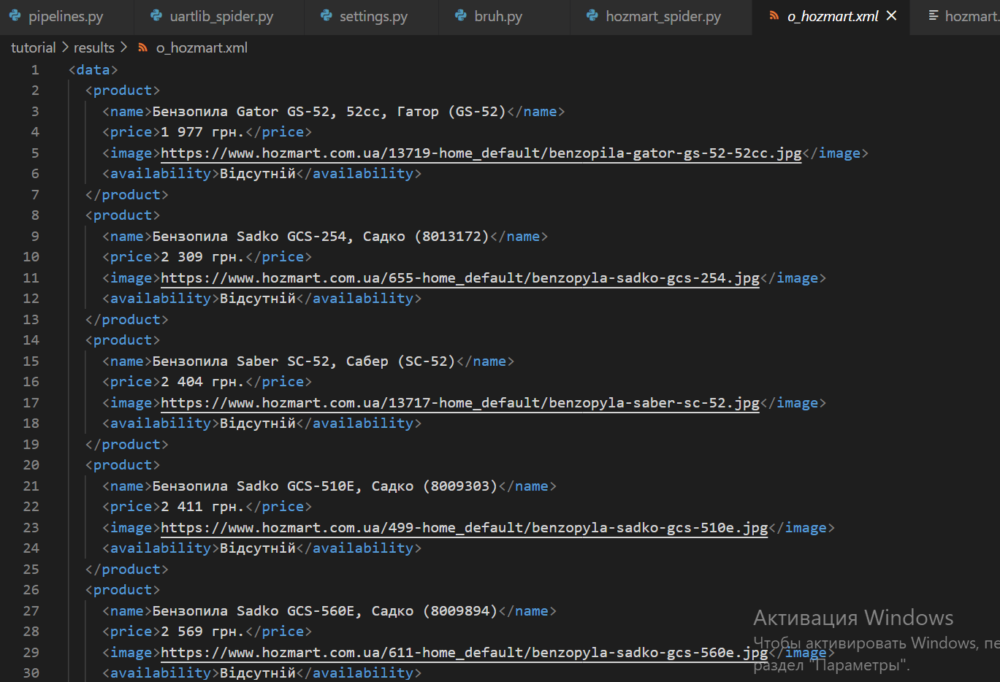 pipelines.py uartlib_spider.py settings.py bruh.py hozmart_spider.py o_hozmart.xml hozmart.
tutorial > results > o_hozmart.xml
1 <data>
2 <product>
3 <name>Бензопила Gator GS-52, 52cc, Гатор (GS-52)</name>
4 <price>1 977 грн.</price>
5 <image>https://www.hozmart.com.ua/13719-home_default/benzopila-gator-gs-52-52cc.jpg</image>
6 <availability>Відсутній</availability>
7 </product>
8 <product>
9 <name>Бензопила Sadko GCS-254, Садко (8013172)</name>
10 <price>2 309 грн.</price>
11 <image>https://www.hozmart.com.ua/655-home_default/benzopyla-sadko-gcs-254.jpg</image>
12 <availability>Відсутній</availability>
13 </product>
14 <product>
15 <name>Бензопила Saber SC-52, Сабер (SC-52)</name>
16 <price>2 404 грн.</price>
17 <image>https://www.hozmart.com.ua/13717-home_default/benzopyla-saber-sc-52.jpg</image>
18 <availability>Відсутній</availability>
19 </product>
20 <product>
21 <name>Бензопила Sadko GCS-510E, Садко (8009303)</name>
22 <price>2 411 грн.</price>
23 <image>https://www.hozmart.com.ua/499-home_default/benzopyla-sadko-gcs-510e.jpg</image>
24 <availability>Відсутній</availability>
25 </product>
26 <product>
27 <name>Бензопила Sadko GCS-560E, Садко (8009894)</name>
28 <price>2 569 грн.</price>
29 <image>https://www.hozmart.com.ua/611-home_default/benzopyla-sadko-gcs-560e.jpg</image>
30 <availability>Відсутній</availability>
Активация Windows
Чтобы активировать Windows, пе
раздел "Параметры".